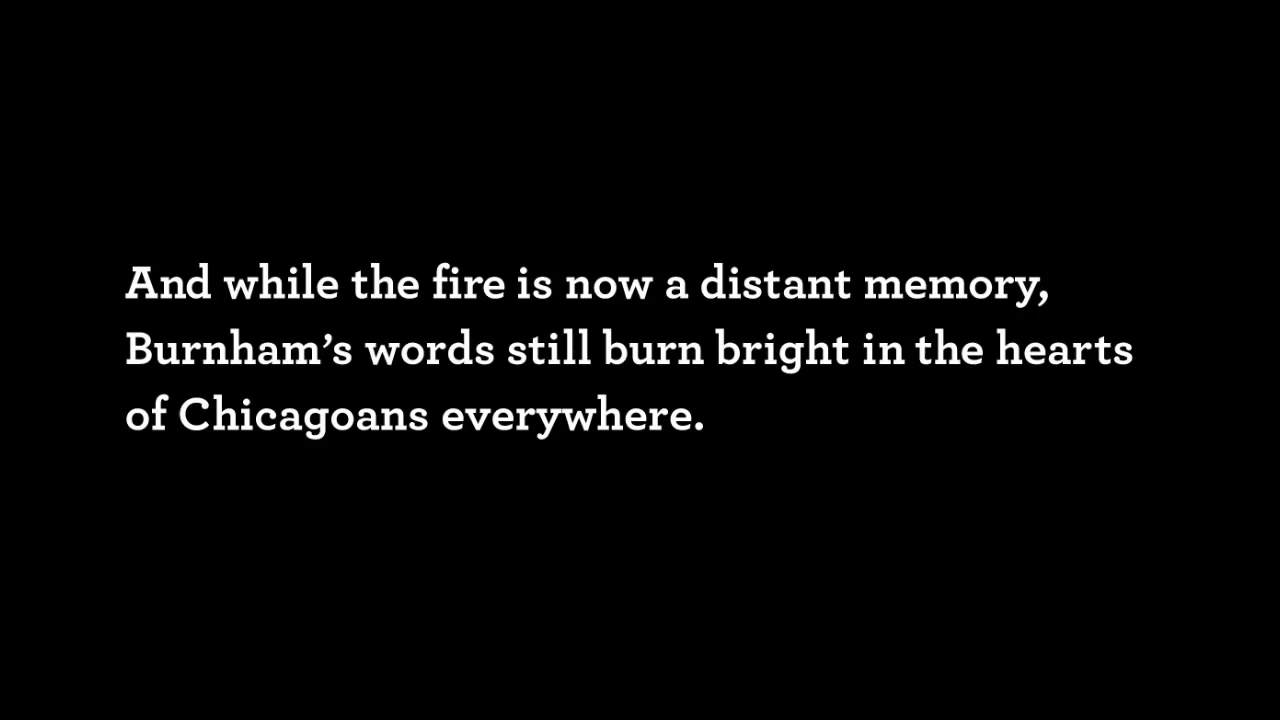 And while the fire is now a distant memory,
Burnham’s words still burn bright in the hearts
of Chicagoans everywhere.